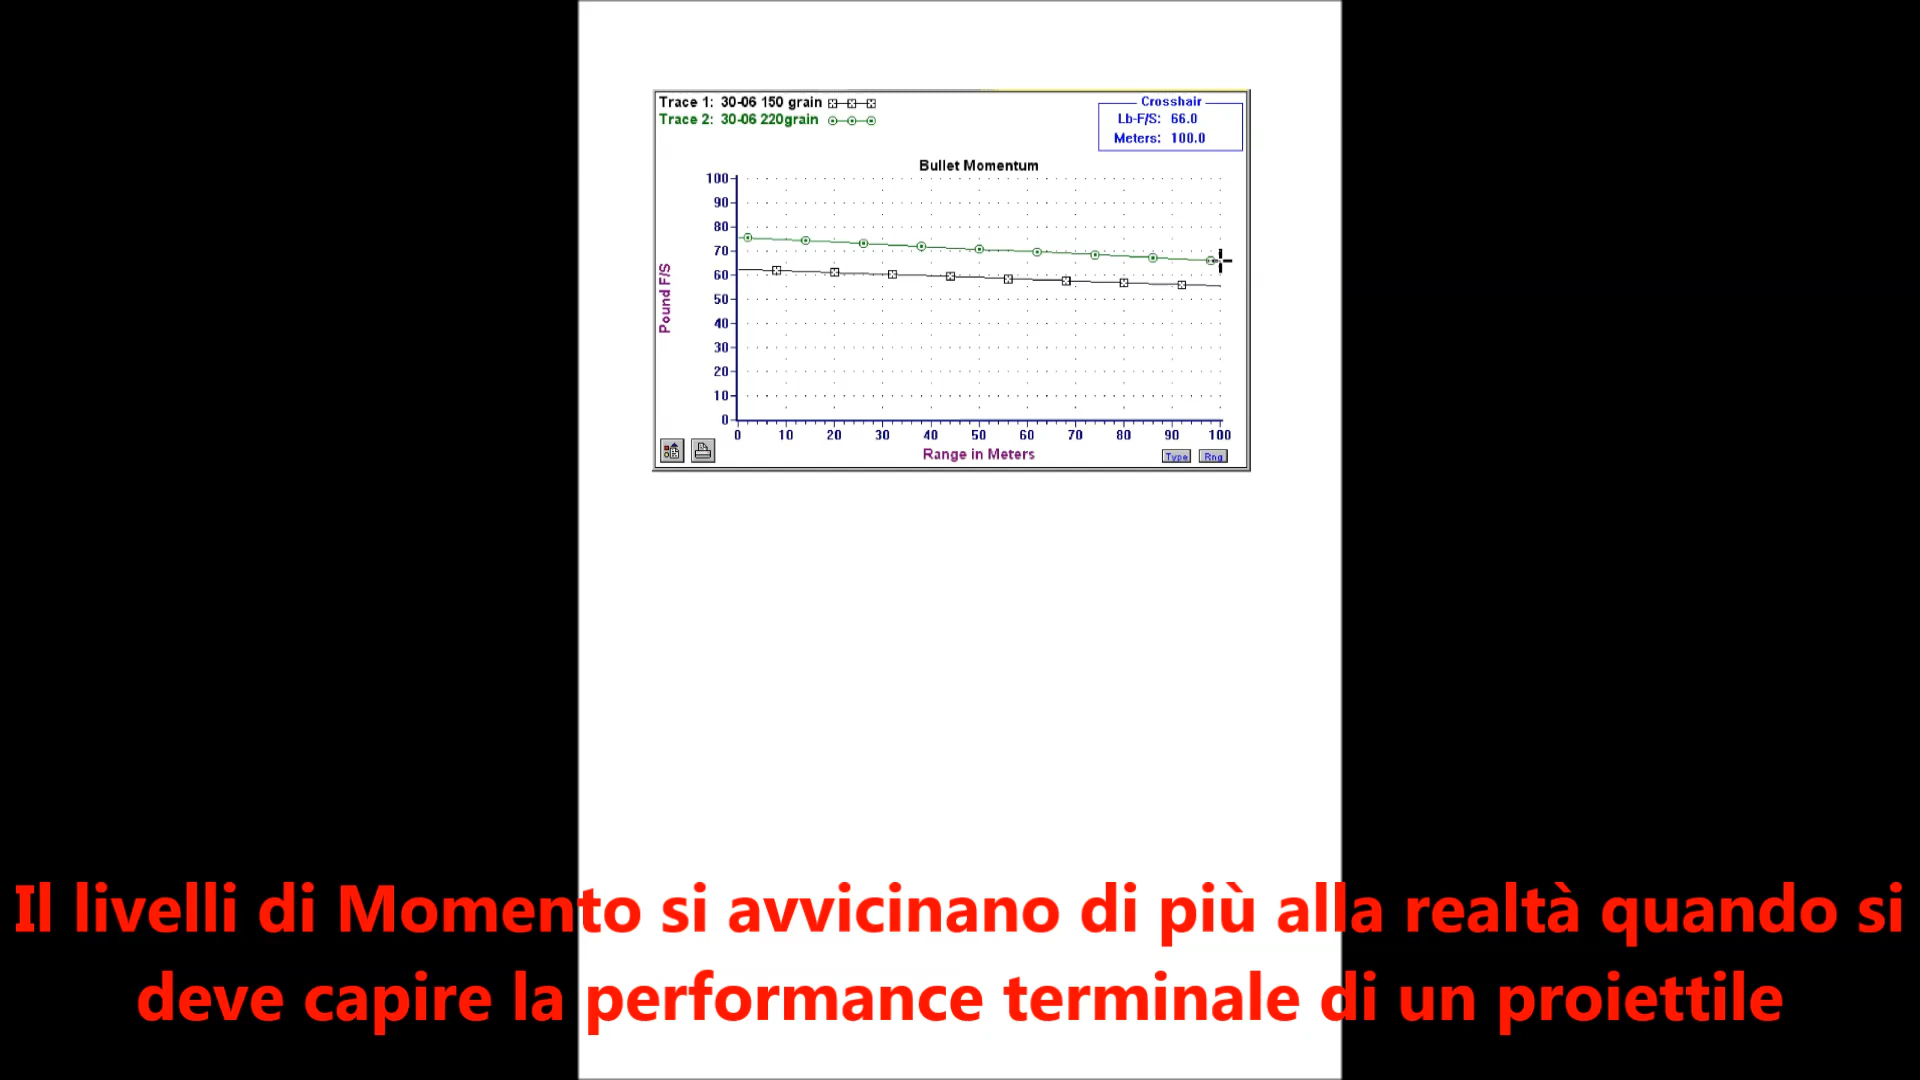 Trace 1: 30-06 150 grain
Trace 2: 30-06 220grain
Crosshair
Lb-F/S: 66.0
Meters: 100.0
Bullet Momentum
100
90
80
70
60
50
40
30
20
10
0
Pound F/S
0 10 20 30 40 50 60 70 80 90 100
Range in Meters
Type Rng
Il livelli di Momento si avvicinano di più alla realtà quando si
deve capire la performance terminale di un proiettile